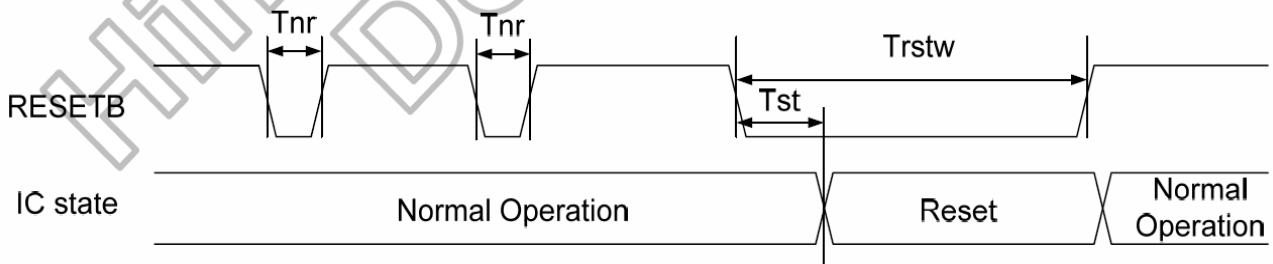 Tnr
Tnr
Trstw
Tst
RESETB
IC state
Normal Operation
Reset
Normal
Operation